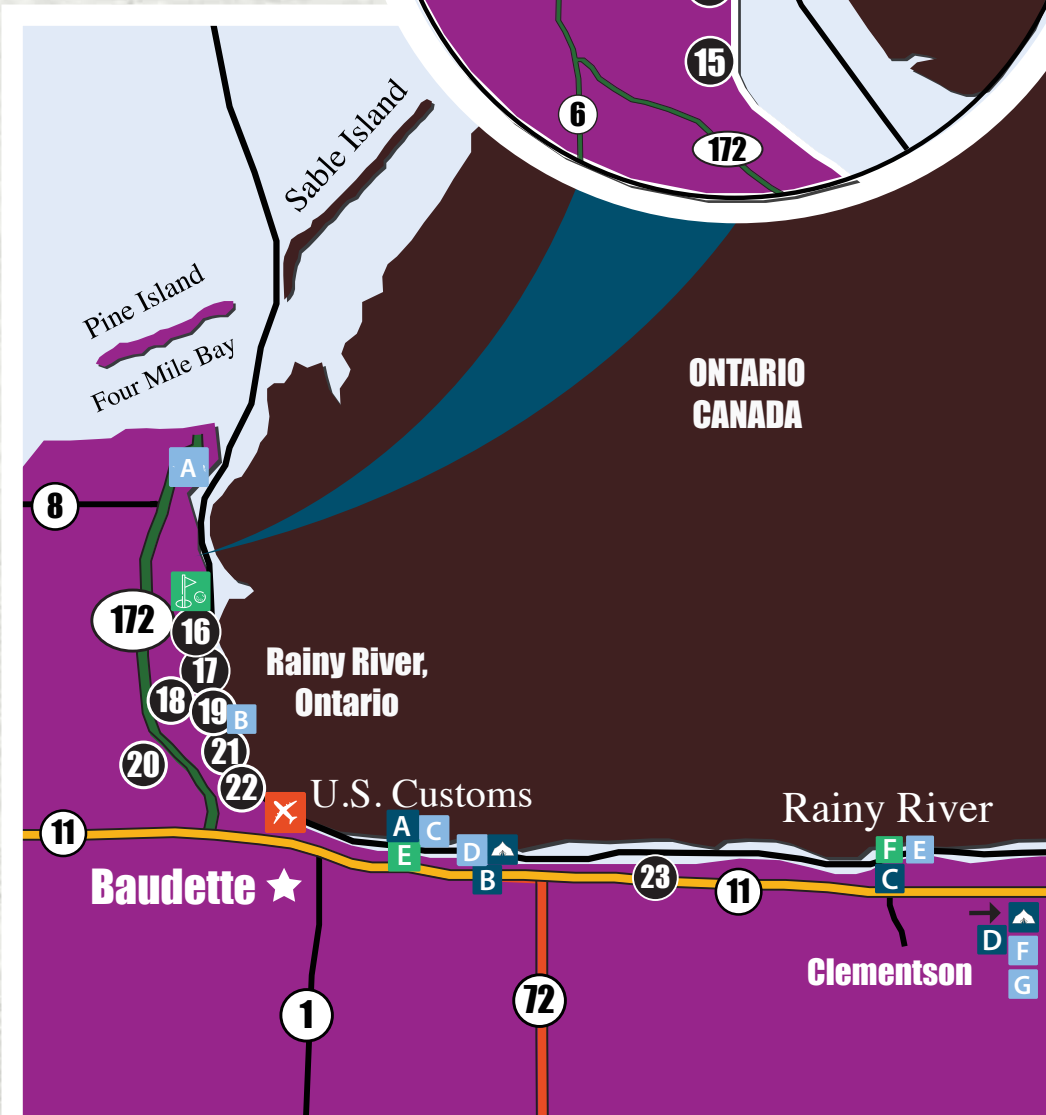 15
6
172
Sable Island
Pine Island
Four Mile Bay
ONTARIO
CANADA
A
8
172
16
17
18
19
B
20
21
22
Rainy River,
Ontario
U.S. Customs
Rainy River
11
A
C
E
D
B
23
11
F
E
C
Baudette
D
F
G
Clementson
1
72